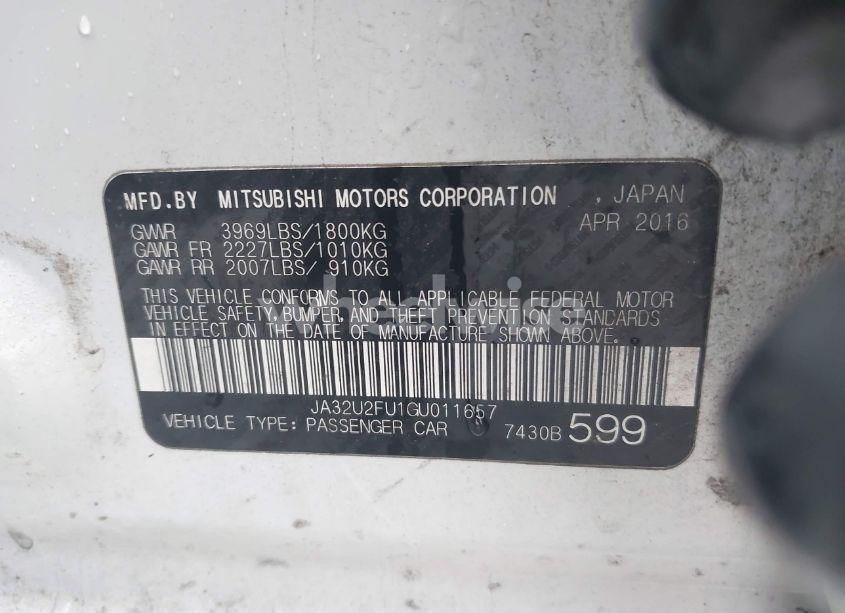 MFD.BY MITSUBISHI MOTORS CORPORATION , JAPAN
APR 2016
GVWR 3969LBS/1800KG
GAWR FR 2227LBS/1010KG
GAWR RR 2007LBS/ 910KG
THIS VEHICLE CONFORMS TO ALL APPLICABLE FEDERAL MOTOR
VEHICLE SAFETY, BUMPER, AND THEFT PREVENTION STANDARDS
IN EFFECT ON THE DATE OF MANUFACTURE SHOWN ABOVE.
JA32U2FU1GU011657
VEHICLE TYPE: PASSENGER CAR 7430B 599